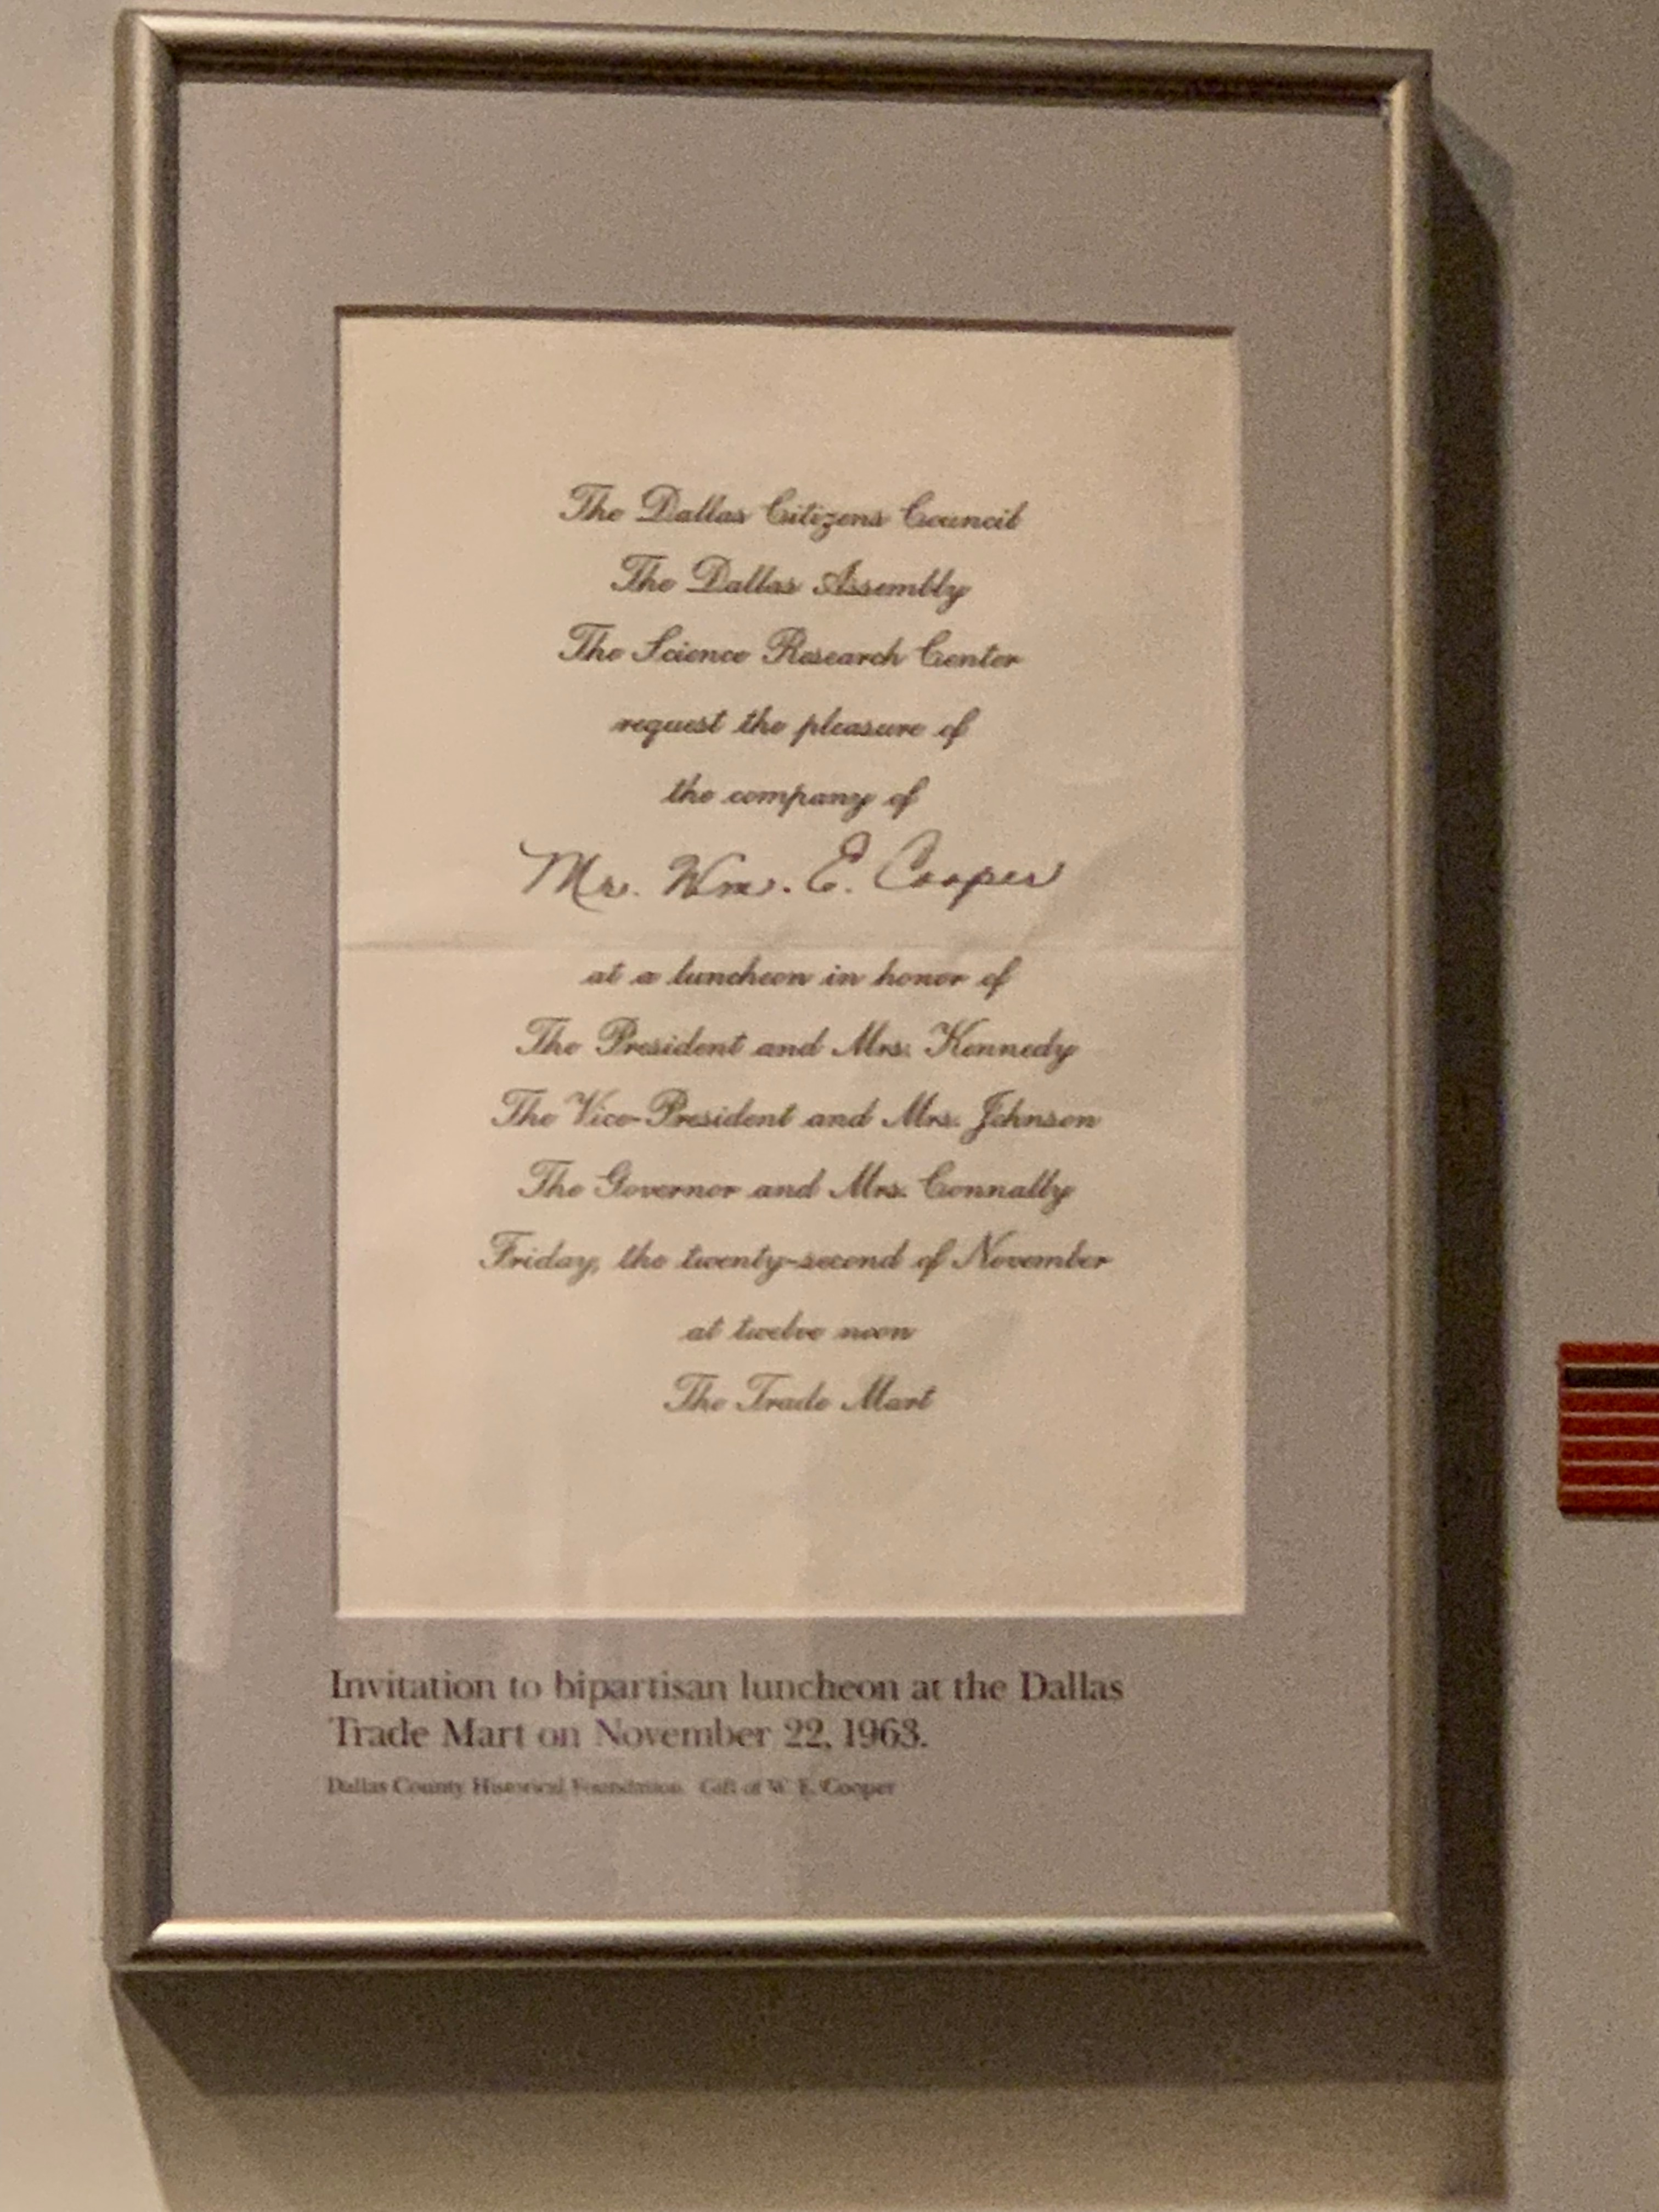 The Dallas Citizens Council
The Dallas Assembly
The Science Research Center
request the pleasure of
the company of
Mr. Wm. E. Cooper
at a luncheon in honor of
The President and Mrs. Kennedy
The Vice-President and Mrs. Johnson
The Governor and Mrs. Connally
Friday, the twenty-second of November
at twelve noon
The Trade Mart
Invitation to bipartisan luncheon at the Dallas
Trade Mart on November 22, 1963.
Dallas County Historical Foundation Gift of W. E. Cooper